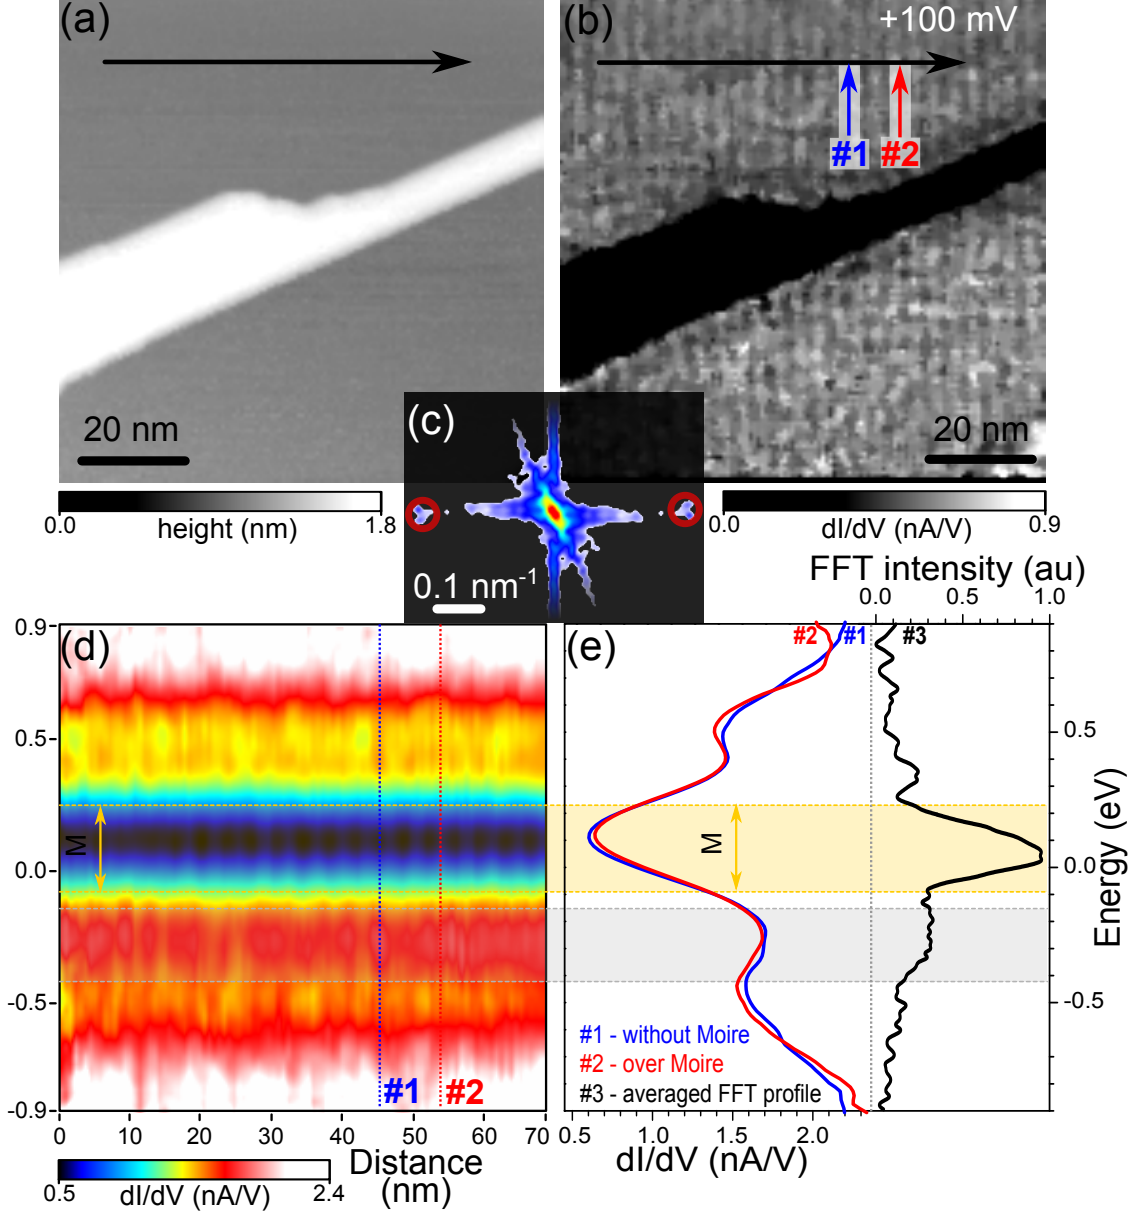 (a)
20 nm
0.0
height (nm)
1.8
(b)
+100 mV
#1
#2
20 nm
0.0
dI/dV (nA/V)
0.9
(c)
0.1 nm-1
(d)
0.9
0.5
0.0
-0.5
-0.9
M
#1
#2
0 10 20 30 40 50 60 70
Distance
(nm)
0.5
dI/dV (nA/V)
2.4
FFT intensity (au)
0.0 0.5 1.0
(e)
#2 #1 #3
M
0.5
0.0
-0.5
Energy (eV)
#1 - without Moire
#2 - over Moire
#3 - averaged FFT profile
0.5 1.0 1.5 2.0
dI/dV (nA/V)